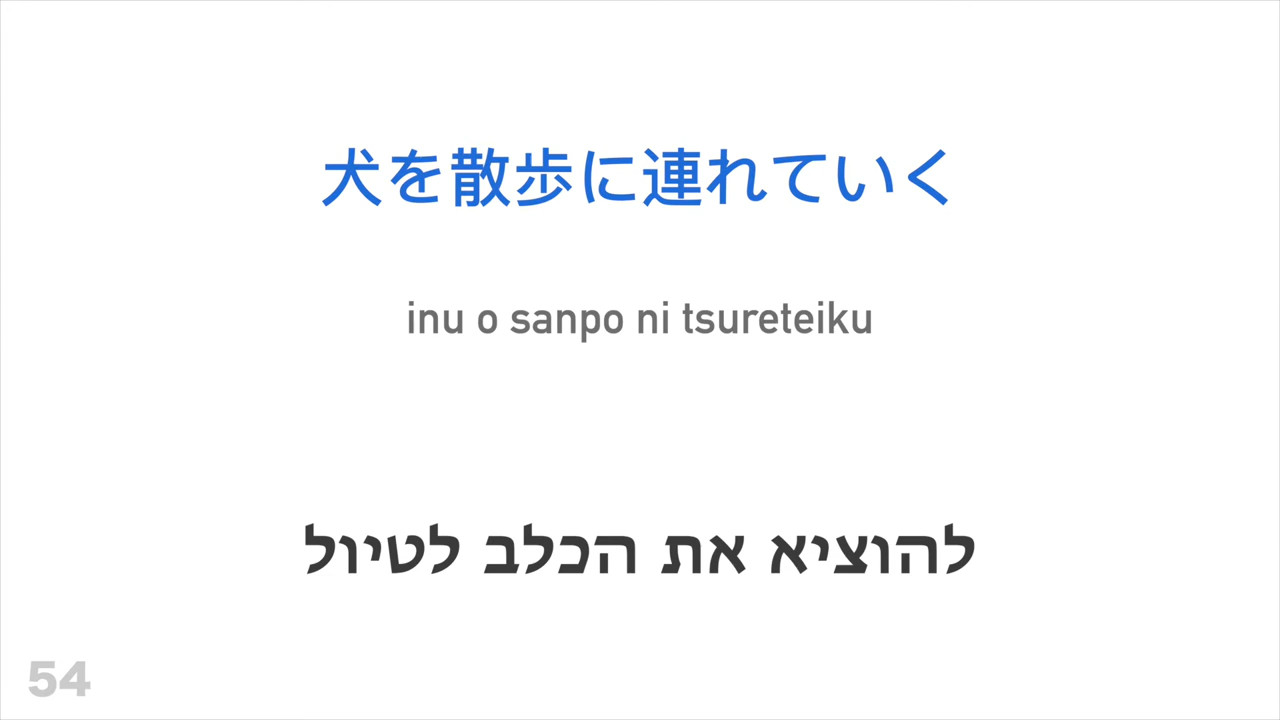 犬を散歩に連れていく
inu o sanpo ni tsureteiku
להוציא את הכלב לטיול
54